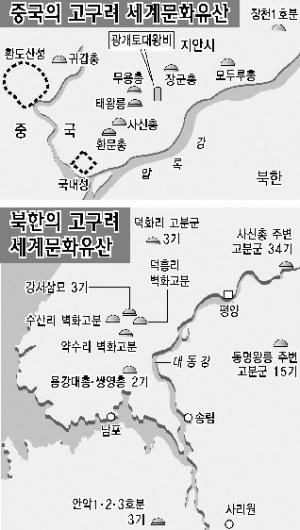 중국의 고구려 세계문화유산
장천1호분
환도산성
귀갑총
광개토대왕비
지안시
무용총
장군총
모두루총
태왕릉
사신총
환문총
중 국
국내성
압 록 강
북한
북한의 고구려
세계문화유산
덕화리 고분군
3기
사신총 주변
고분군 34기
덕흥리
벽화고분
강서삼묘 3기
평양
수산리 벽화고분
약수리 벽화고분
대 동 강
동명왕릉 주변
고분군 15기
용강대총·쌍영총 2기
남포
송림
사리원
안악1·2·3호분
3기